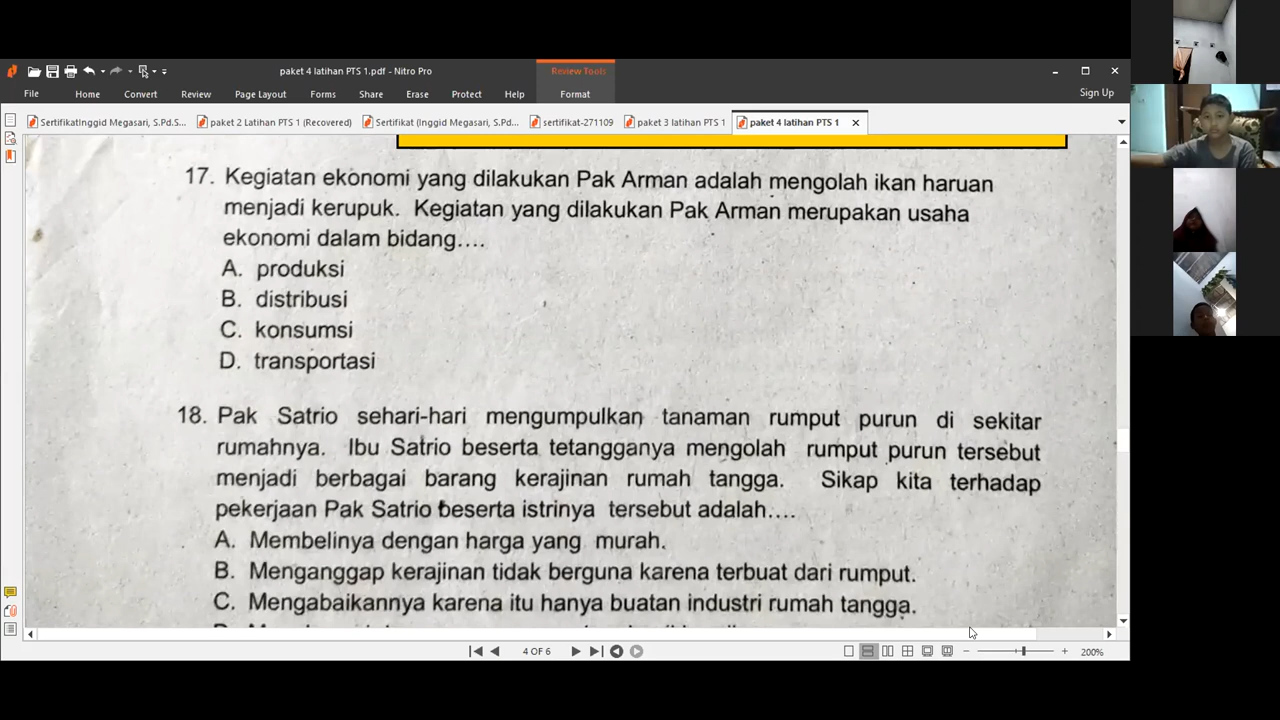 paket 4 latihan PTS 1.pdf - Nitro Pro
Review Tools
File Home Convert Review Page Layout Forms Share Erase Protect Help Format
Sign Up
SertifikatInggid Megasari, S.Pd.S... paket 2 Latihan PTS 1 (Recovered) Sertifikat (Inggid Megasari, S.Pd... sertifikat-271109 paket 3 latihan PTS 1 paket 4 latihan PTS 1
17. Kegiatan ekonomi yang dilakukan Pak Arman adalah mengolah ikan haruan
menjadi kerupuk. Kegiatan yang dilakukan Pak Arman merupakan usaha
ekonomi dalam bidang....
A. produksi
B. distribusi
C. konsumsi
D. transportasi
18. Pak Satrio sehari-hari mengumpulkan tanaman rumput purun di sekitar
rumahnya. Ibu Satrio beserta tetangganya mengolah rumput purun tersebut
menjadi berbagai barang kerajinan rumah tangga. Sikap kita terhadap
pekerjaan Pak Satrio beserta istrinya tersebut adalah....
A. Membelinya dengan harga yang murah.
B. Menganggap kerajinan tidak berguna karena terbuat dari rumput.
C. Mengabaikannya karena itu hanya buatan industri rumah tangga.
4 OF 6
200%